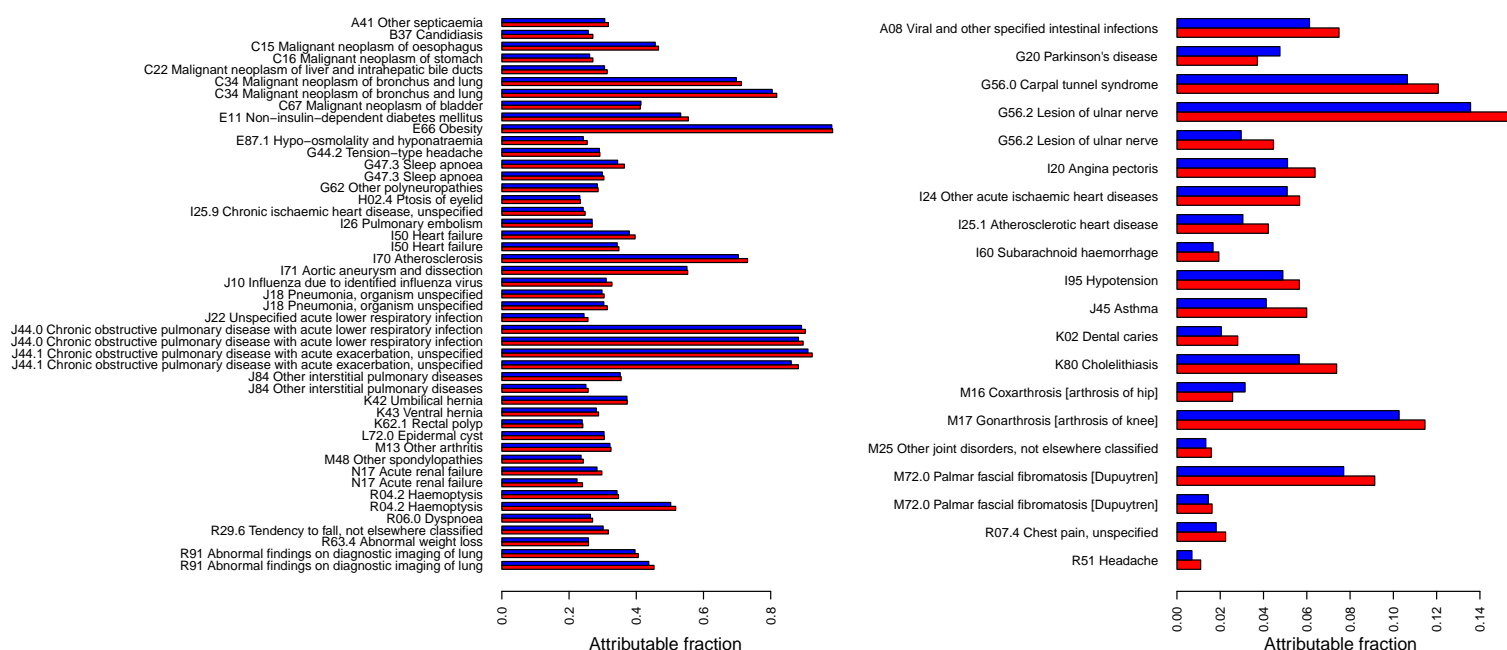 A41 Other septicaemia
B37 Candidiasis
C15 Malignant neoplasm of oesophagus
C16 Malignant neoplasm of stomach
C22 Malignant neoplasm of liver and intrahepatic bile ducts
C34 Malignant neoplasm of bronchus and lung
C34 Malignant neoplasm of bronchus and lung
C67 Malignant neoplasm of bladder
E11 Non−insulin−dependent diabetes mellitus
E66 Obesity
E87.1 Hypo−osmolality and hyponatraemia
G44.2 Tension−type headache
G47.3 Sleep apnoea
G47.3 Sleep apnoea
G62 Other polyneuropathies
H02.4 Ptosis of eyelid
I25.9 Chronic ischaemic heart disease, unspecified
I26 Pulmonary embolism
I50 Heart failure
I50 Heart failure
I70 Atherosclerosis
I71 Aortic aneurysm and dissection
J10 Influenza due to identified influenza virus
J18 Pneumonia, organism unspecified
J18 Pneumonia, organism unspecified
J22 Unspecified acute lower respiratory infection
J44.0 Chronic obstructive pulmonary disease with acute lower respiratory infection
J44.0 Chronic obstructive pulmonary disease with acute lower respiratory infection
J44.1 Chronic obstructive pulmonary disease with acute exacerbation, unspecified
J44.1 Chronic obstructive pulmonary disease with acute exacerbation, unspecified
J84 Other interstitial pulmonary diseases
J84 Other interstitial pulmonary diseases
K42 Umbilical hernia
K43 Ventral hernia
K62.1 Rectal polyp
L72.0 Epidermal cyst
M13 Other arthritis
M48 Other spondylopathies
N17 Acute renal failure
N17 Acute renal failure
R04.2 Haemoptysis
R04.2 Haemoptysis
R06.0 Dyspnoea
R29.6 Tendency to fall, not elsewhere classified
R63.4 Abnormal weight loss
R91 Abnormal findings on diagnostic imaging of lung
R91 Abnormal findings on diagnostic imaging of lung
0.0 0.2 0.4 0.6 0.8
Attributable fraction
A08 Viral and other specified intestinal infections
G20 Parkinson's disease
G56.0 Carpal tunnel syndrome
G56.2 Lesion of ulnar nerve
G56.2 Lesion of ulnar nerve
I20 Angina pectoris
I24 Other acute ischaemic heart diseases
I25.1 Atherosclerotic heart disease
I60 Subarachnoid haemorrhage
I95 Hypotension
J45 Asthma
K02 Dental caries
K80 Cholelithiasis
M16 Coxarthrosis [arthrosis of hip]
M17 Gonarthrosis [arthrosis of knee]
M25 Other joint disorders, not elsewhere classified
M72.0 Palmar fascial fibromatosis [Dupuytren]
M72.0 Palmar fascial fibromatosis [Dupuytren]
R07.4 Chest pain, unspecified
R51 Headache
0.00 0.02 0.04 0.06 0.08 0.10 0.12 0.14
Attributable fraction